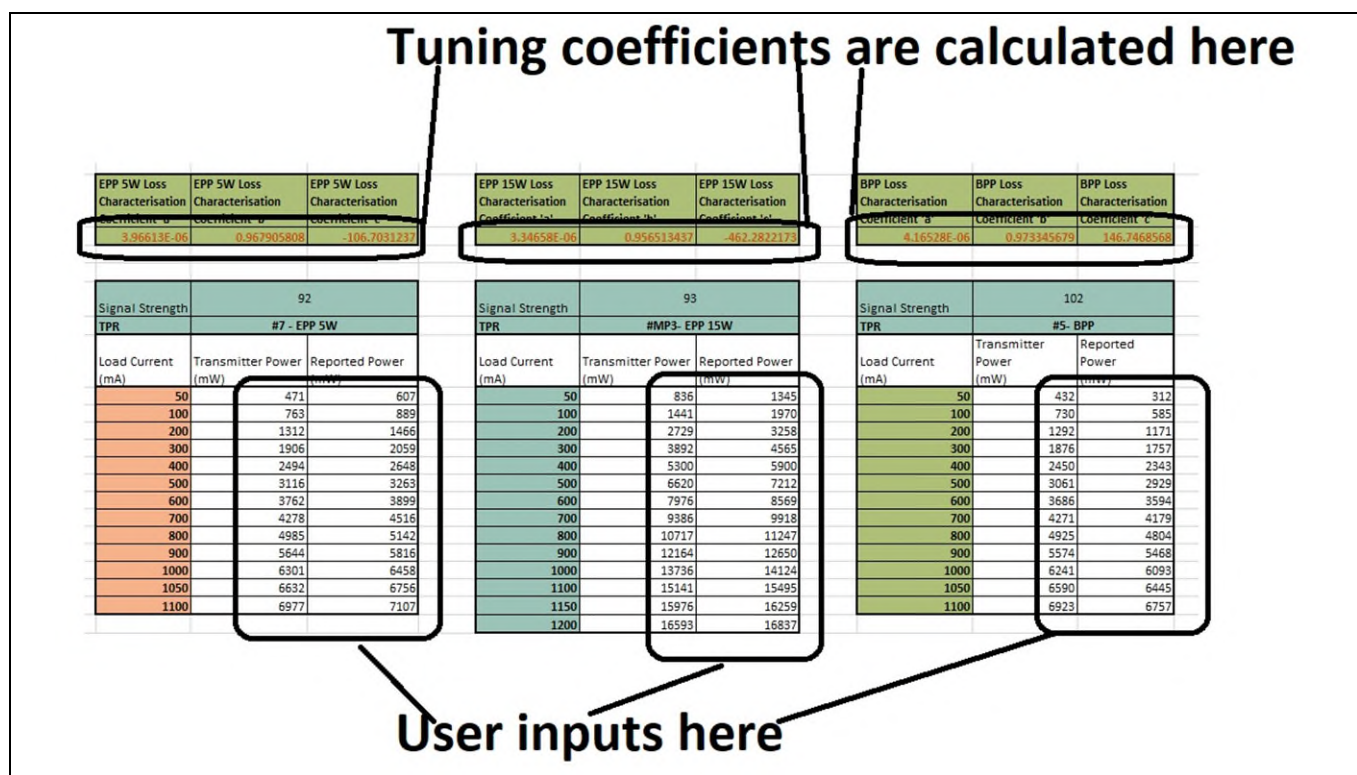 Tuning coefficients are calculated here
EPP 5W Loss Characterisation Coefficient 'a' EPP 5W Loss Characterisation Coefficient 'b' EPP 5W Loss Characterisation Coefficient 'c'
3.96613E-06 0.967905808 -106.7031237
EPP 15W Loss Characterisation Coefficient 'a' EPP 15W Loss Characterisation Coefficient 'b' EPP 15W Loss Characterisation Coefficient 'c'
3.34658E-06 0.956513437 -462.2822173
BPP Loss Characterisation Coefficient 'a' BPP Loss Characterisation Coefficient 'b' BPP Loss Characterisation Coefficient 'c'
4.16528E-06 0.973345679 146.7468568
Signal Strength 92
TPR #7 - EPP 5W
Load Current (mA) Transmitter Power (mW) Reported Power (mW)
50 471 607
100 763 889
200 1312 1466
300 1906 2059
400 2494 2648
500 3116 3263
600 3762 3899
700 4278 4516
800 4985 5142
900 5644 5816
1000 6301 6458
1050 6632 6756
1100 6977 7107
Signal Strength 93
TPR #MP3- EPP 15W
Load Current (mA) Transmitter Power (mW) Reported Power (mW)
50 836 1345
100 1441 1970
200 2729 3258
300 3892 4565
400 5300 5900
500 6620 7212
600 7976 8569
700 9386 9918
800 10717 11247
900 12164 12650
1000 13736 14124
1100 15141 15495
1150 15976 16259
1200 16593 16837
Signal Strength 102
TPR #5- BPP
Load Current (mA) Transmitter Power (mW) Reported Power (mW)
50 432 312
100 730 585
200 1292 1171
300 1876 1757
400 2450 2343
500 3061 2929
600 3686 3594
700 4271 4179
800 4925 4804
900 5574 5468
1000 6241 6093
1050 6590 6445
1100 6923 6757
User inputs here